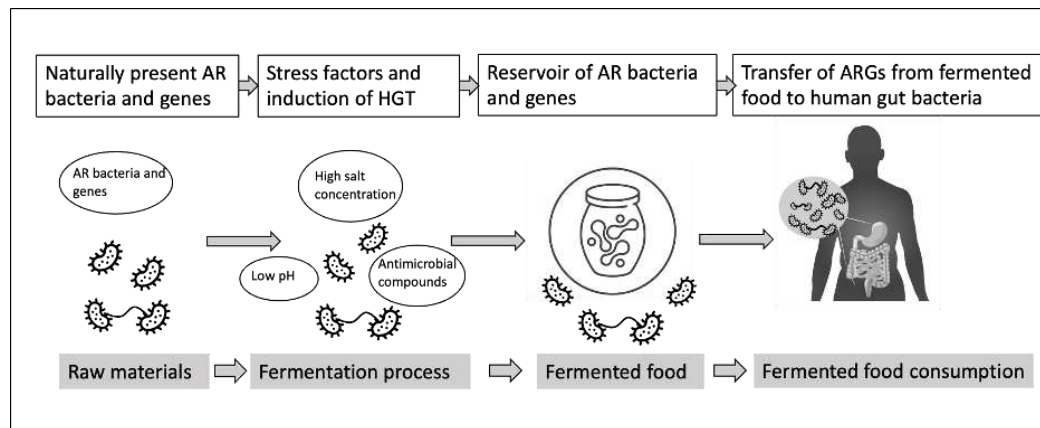 Naturally present AR
bacteria and genes
Stress factors and
induction of HGT
Reservoir of AR bacteria
and genes
Transfer of ARGs from fermented
food to human gut bacteria
AR bacteria and
genes
High salt
concentration
Low pH
Antimicrobial
compounds
Raw materials
Fermentation process
Fermented food
Fermented food consumption